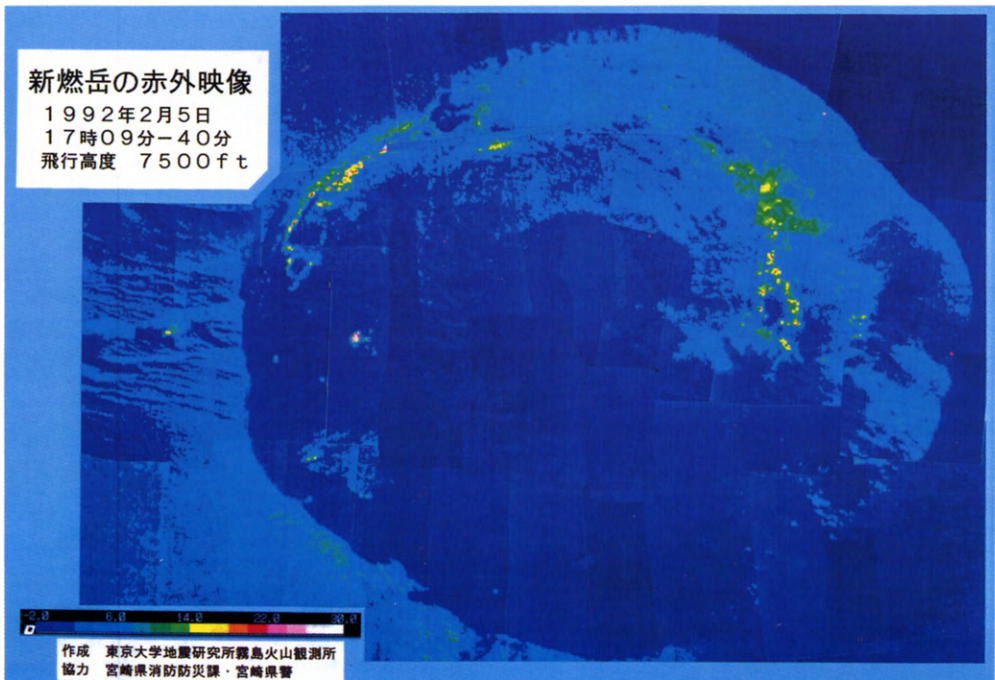 新燃岳の赤外映像
1992年2月5日
17時09分－40分
飛行高度　7500ft
-2.0 6.0 14.0 22.0 30.0
作成　東京大学地震研究所霧島火山観測所
協力　宮崎県消防防災課・宮崎県警